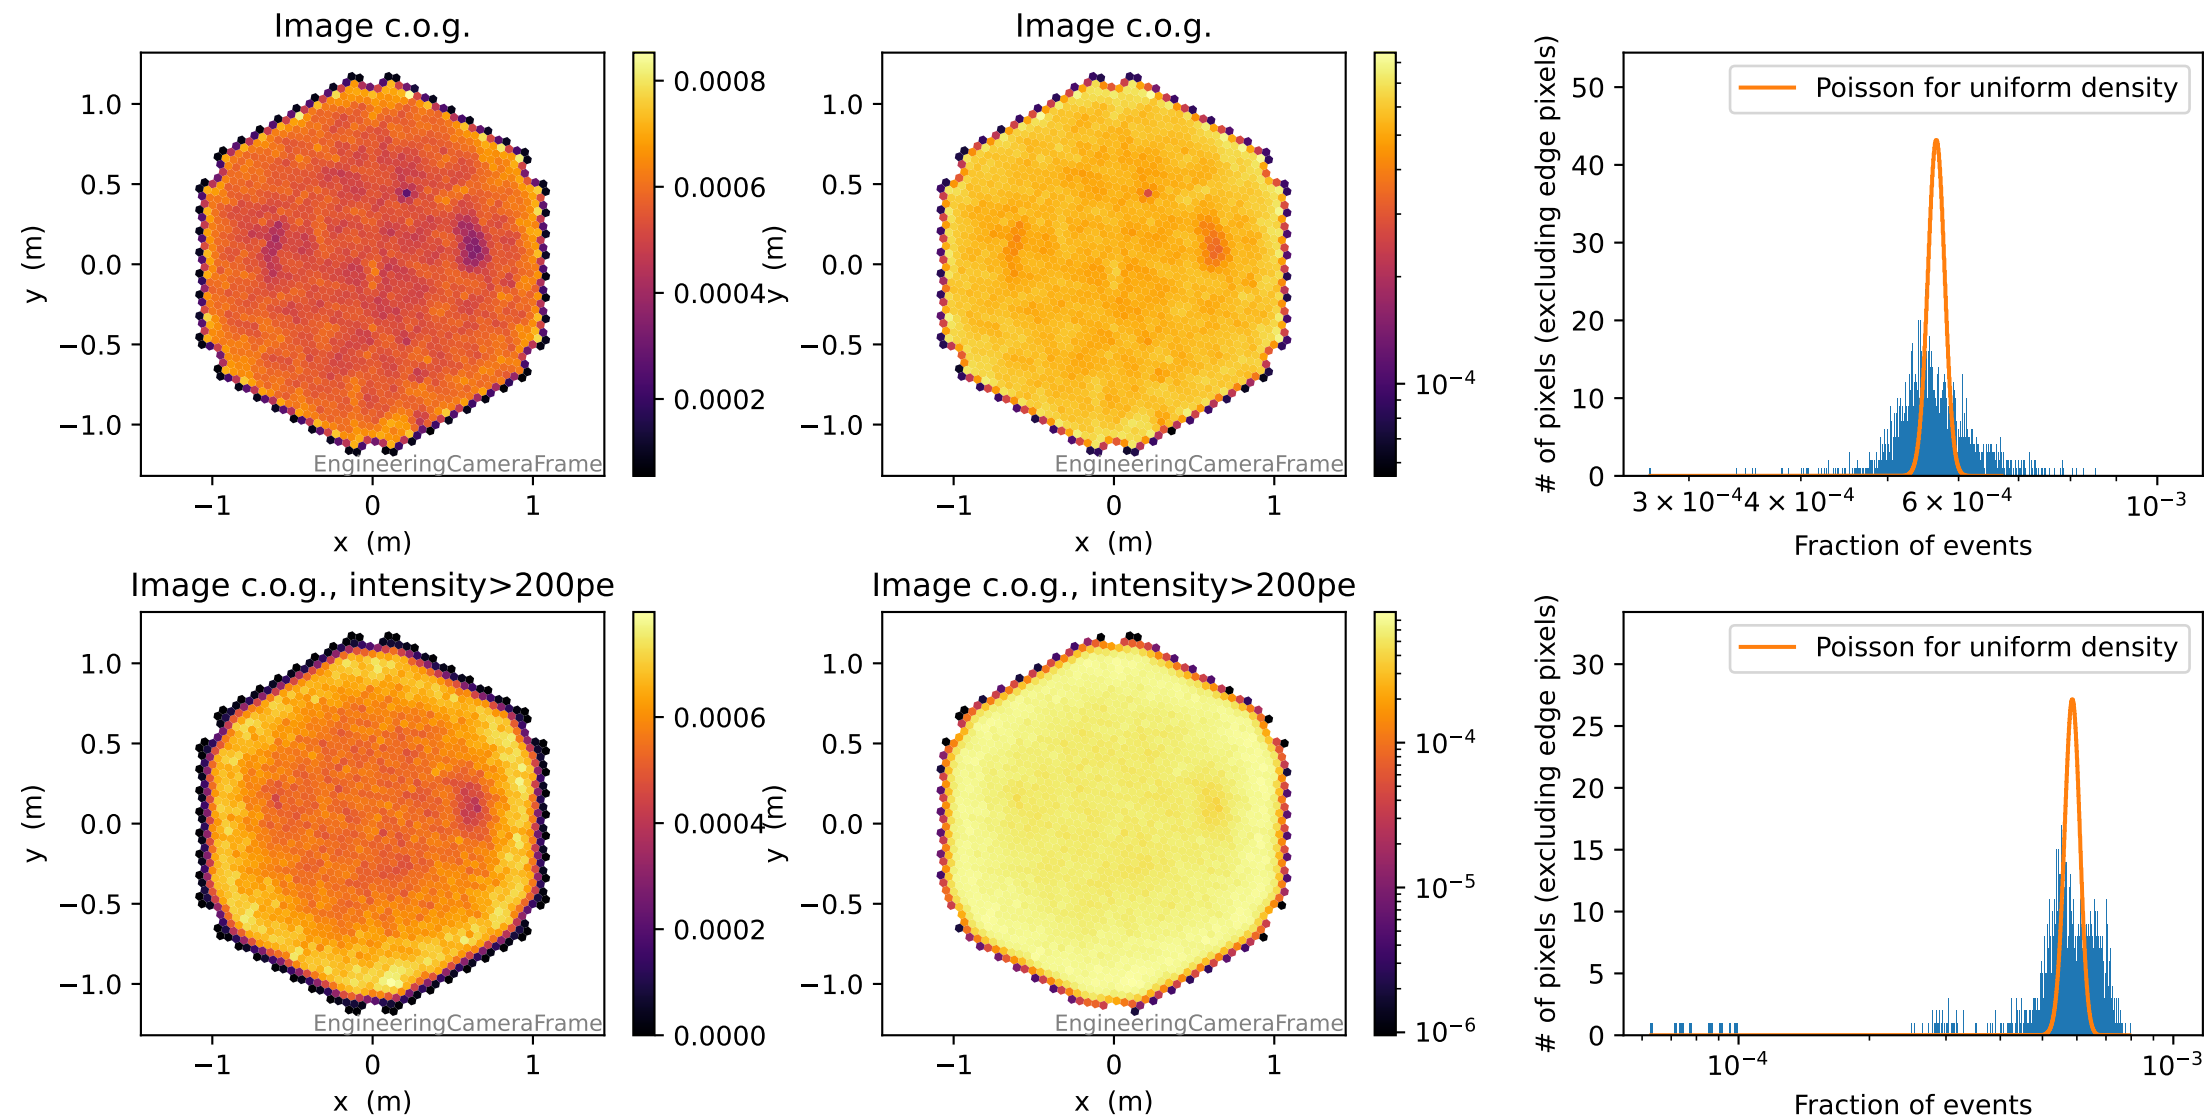 Image c.o.g.
1.0
0.5
0.0
−0.5
−1.0
y (m)
−1
0
1
x (m)
EngineeringCameraFrame
0.0008
0.0006
0.0004
0.0002
Image c.o.g.
1.0
0.5
0.0
−0.5
−1.0
y (m)
−1
0
1
x (m)
EngineeringCameraFrame
10⁻⁴
# of pixels (excluding edge pixels)
50
40
30
20
10
0
Poisson for uniform density
3 × 10⁻⁴
4 × 10⁻⁴
6 × 10⁻⁴
10⁻³
Fraction of events
Image c.o.g., intensity>200pe
1.0
0.5
0.0
−0.5
−1.0
y (m)
−1
0
1
x (m)
EngineeringCameraFrame
0.0006
0.0004
0.0002
0.0000
Image c.o.g., intensity>200pe
1.0
0.5
0.0
−0.5
−1.0
y (m)
−1
0
1
x (m)
EngineeringCameraFrame
10⁻⁴
10⁻⁵
10⁻⁶
# of pixels (excluding edge pixels)
30
25
20
15
10
5
0
Poisson for uniform density
10⁻⁴
10⁻³
Fraction of events